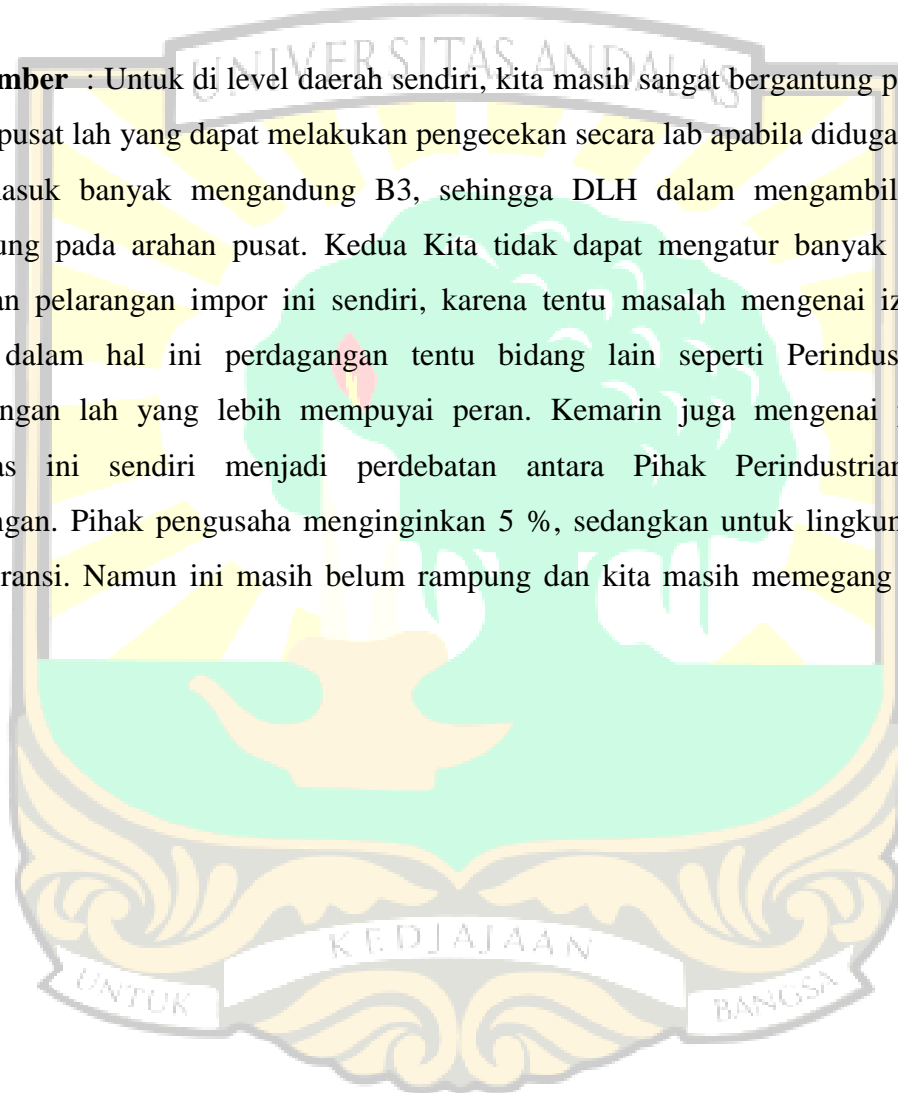 UNIVERSITAS ANDALAS
mber : Untuk di level daerah sendiri, kita masih sangat bergantung p
pusat lah yang dapat melakukan pengecekan secara lab apabila diduga
asuk banyak mengandung B3, sehingga DLH dalam mengambil
ung pada arahan pusat. Kedua Kita tidak dapat mengatur banyak
an pelarangan impor ini sendiri, karena tentu masalah mengenai iz
dalam hal ini perdagangan tentu bidang lain seperti Perindus
ngan lah yang lebih mempuyai peran. Kemarin juga mengenai p
as ini sendiri menjadi perdebatan antara Pihak Perindustrian
ngan. Pihak pengusaha menginginkan 5 %, sedangkan untuk lingkun
ransi. Namun ini masih belum rampung dan kita masih memegang
UNTUK KEDJAJAAN BANGSA